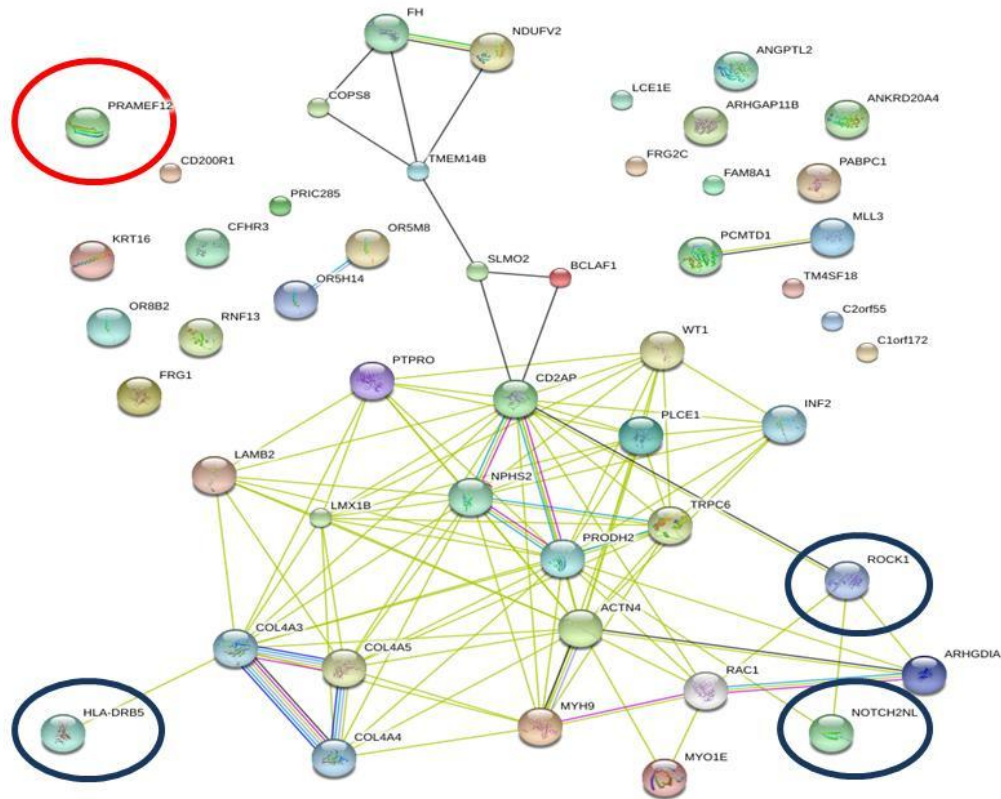 FH
NDUFV2
ANGPTL2
COPS8
LCE1E
PRAMEF12
ARHGAP11B
ANKRD20A4
TMEM14B
CD200R1
FRG2C
PABPC1
FAM8A1
PRIC285
CFHR3
OR5M8
MLL3
KRT16
PCMTD1
SLMO2
BCLAF1
OR5H14
TM4SF18
OR8B2
RNF13
C2orf55
WT1
C1orf172
PTPRO
CD2AP
FRG1
PLCE1
INF2
LAMB2
NPHS2
LMX1B
TRPC6
PRODH2
ROCK1
ACTN4
COL4A3
COL4A5
ARHGDIA
RAC1
HLA-DRB5
MYH9
NOTCH2NL
COL4A4
MYO1E